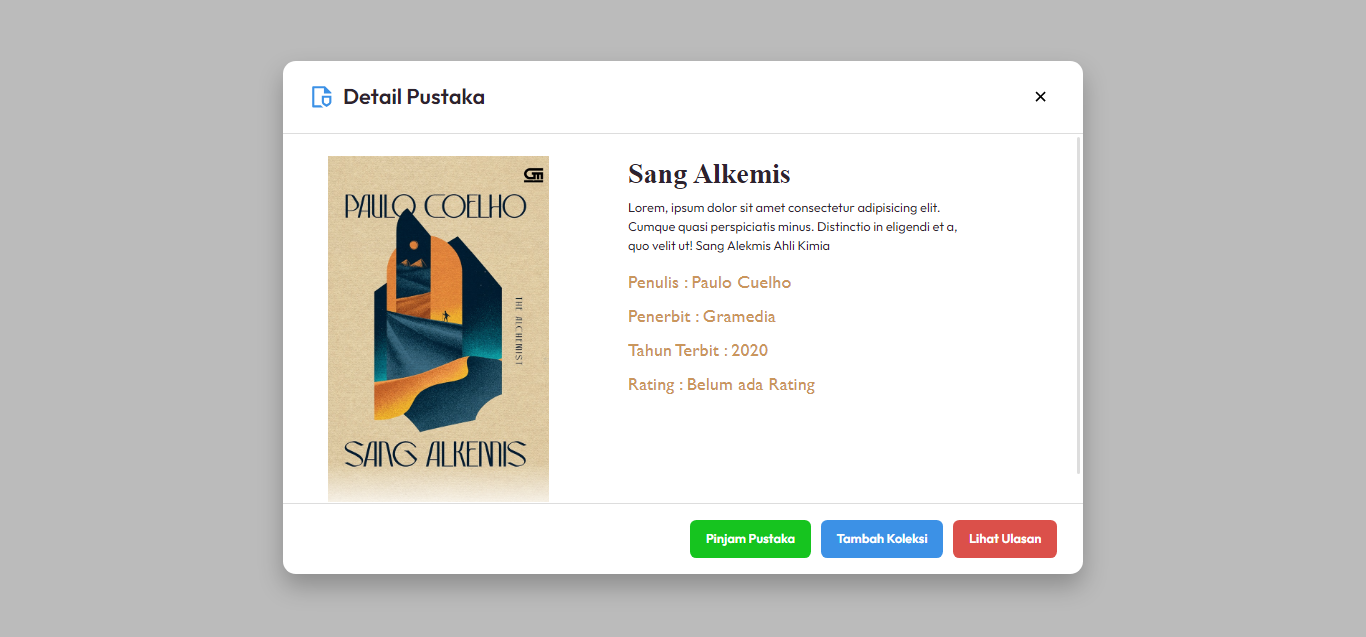 Detail Pustaka
PAULO COELHO
THE ALCHEMIST
SANG ALKEMIS
Sang Alkemis
Lorem, ipsum dolor sit amet consectetur adipisicing elit.
Cumque quasi perspiciatis minus. Distinctio in eligendi et a,
quo velit ut! Sang Alekmis Ahli Kimia
Penulis : Paulo Cuelho
Penerbit : Gramedia
Tahun Terbit : 2020
Rating : Belum ada Rating
Pinjam Pustaka
Tambah Koleksi
Lihat Ulasan